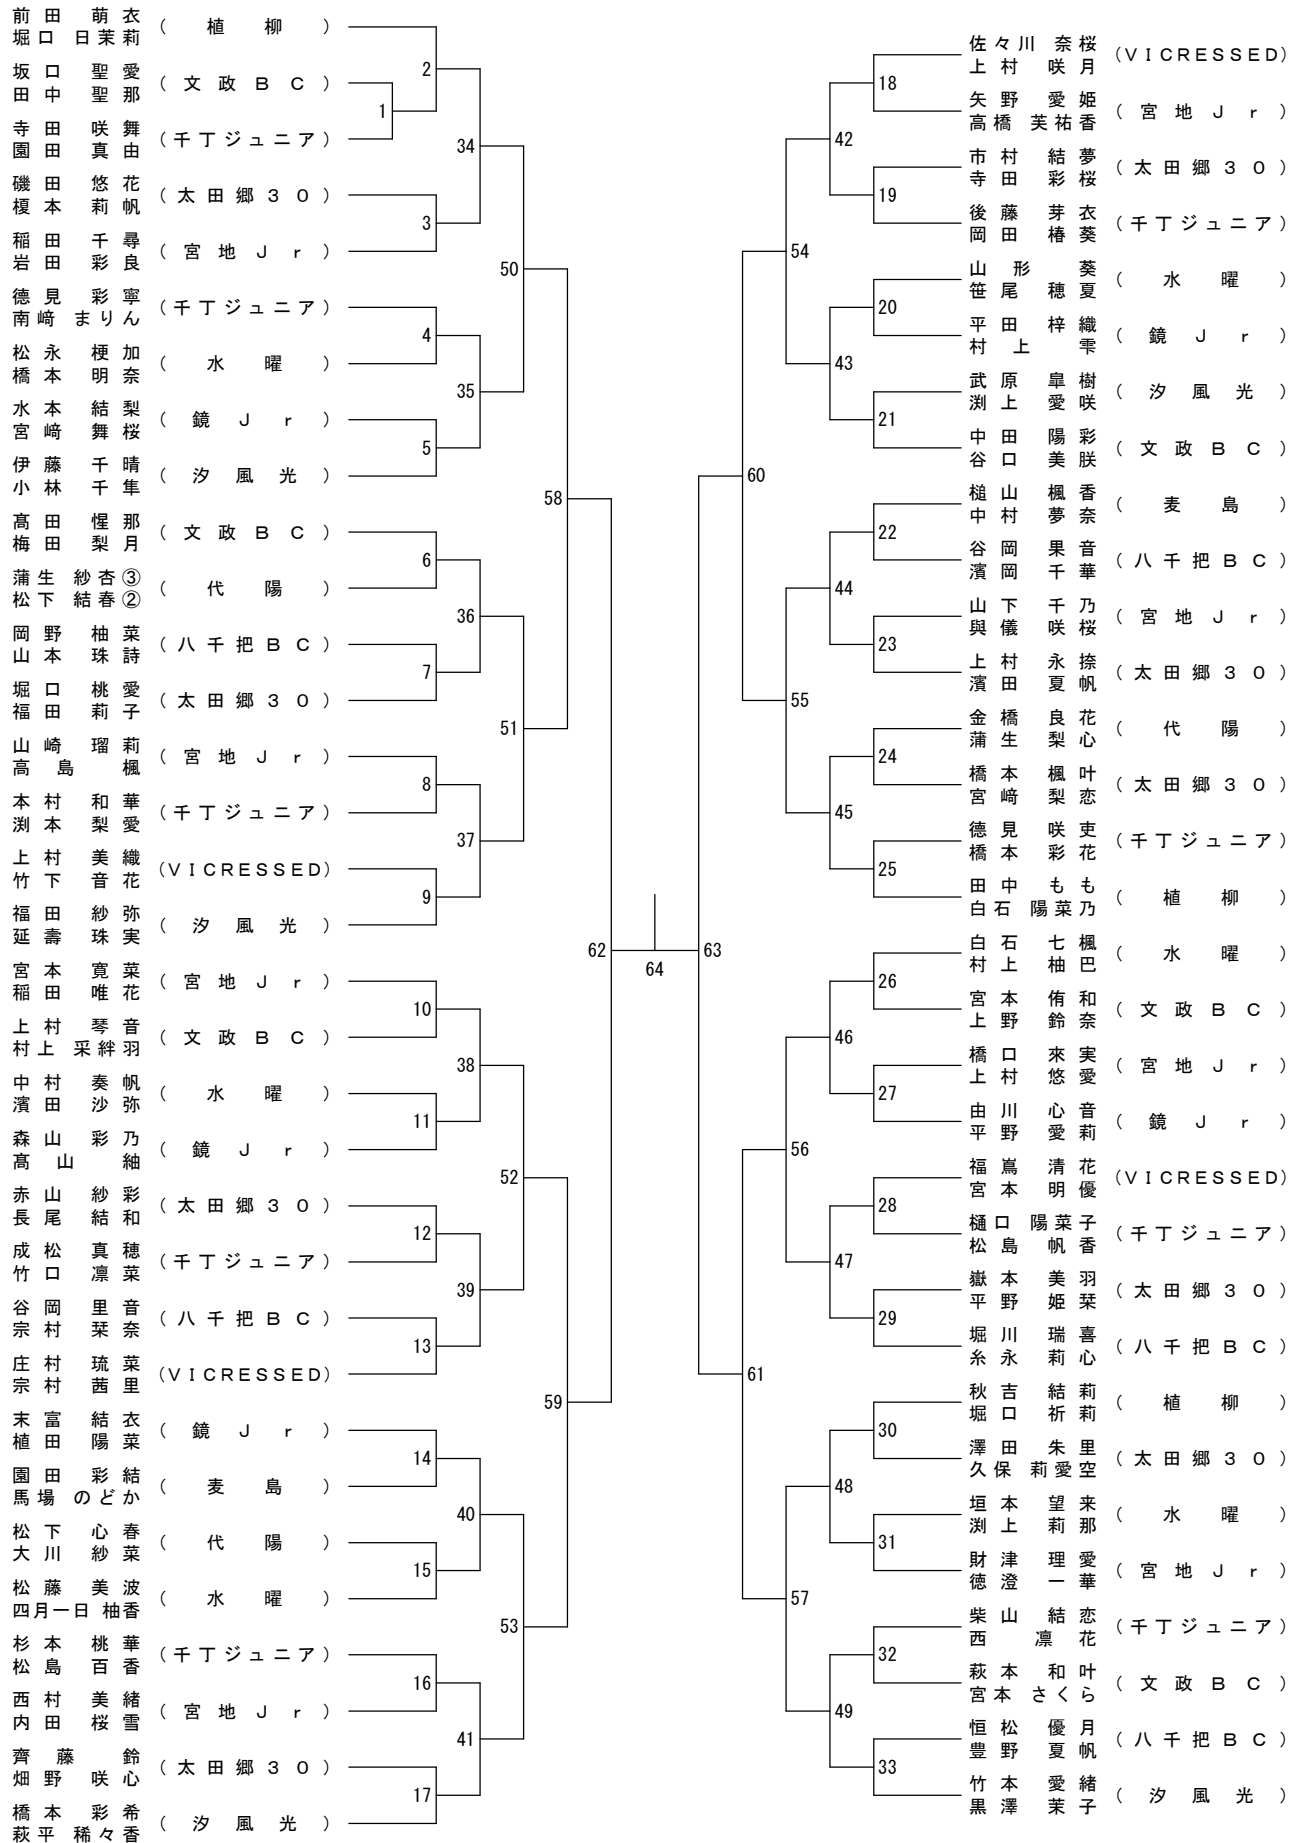 前田 萌衣
堀口 日茉莉
(植柳)
坂口 聖愛
田中 聖那
(文政BC)
寺田 咲舞
園田 真由
(千丁ジュニア)
磯田 悠花
榎本 莉帆
(太田郷30)
稲田 千尋
岩田 彩良
(宮地Jr)
德見 彩寧
南﨑 まりん
(千丁ジュニア)
松永 梗加
橋本 明奈
(水曜)
水本 結梨
宮﨑 舞桜
(鏡Jr)
伊藤 千晴
小林 千隼
(汐風光)
髙田 惺那
梅田 梨月
(文政BC)
蒲生 紗杏③
松下 結春②
(代陽)
岡野 柚菜
山本 珠詩
(八千把BC)
堀口 桃愛
福田 莉子
(太田郷30)
山崎 瑠莉
高島 楓
(宮地Jr)
本村 和華
渕本 梨愛
(千丁ジュニア)
上村 美織
竹下 音花
(VICRESSED)
福田 紗弥
延壽 珠実
(汐風光)
宮本 寛菜
稲田 唯花
(宮地Jr)
上村 琴音
村上 采絆羽
(文政BC)
中村 奏帆
濱田 沙弥
(水曜)
森山 彩乃
髙山 紬
(鏡Jr)
赤山 紗彩
長尾 結和
(太田郷30)
成松 真穂
竹口 凛菜
(千丁ジュニア)
谷岡 里音
宗村 栞奈
(八千把BC)
庄村 琉菜
宗村 茜里
(VICRESSED)
末富 結衣
植田 陽菜
(鏡Jr)
園田 彩結
馬場 のどか
(麦島)
松下 心春
大川 紗菜
(代陽)
松藤 美波
四月一日 柚香
(水曜)
杉本 桃華
松島 百香
(千丁ジュニア)
西村 美緒
内田 桜雪
(宮地Jr)
齊藤 鈴
畑野 咲心
(太田郷30)
橋本 彩希
萩平 稀々香
(汐風光)
1
2
3
4
5
6
7
8
9
10
11
12
13
14
15
16
17
34
35
36
37
38
39
40
41
50
51
52
53
58
59
62
64
63
60
61
54
55
56
57
42
43
44
45
46
47
48
49
18
19
20
21
22
23
24
25
26
27
28
29
30
31
32
33
佐々川 奈桜
上村 咲月
(VICRESSED)
矢野 愛姫
高橋 芙祐香
(宮地Jr)
市村 結夢
寺田 彩桜
(太田郷30)
後藤 芽衣
岡田 椿葵
(千丁ジュニア)
山形 葵
笹尾 穂夏
(水曜)
平田 梓織
村上 雫
(鏡Jr)
武原 皐樹
渕上 愛咲
(汐風光)
中田 陽彩
谷口 美朕
(文政BC)
槌山 楓香
中村 夢奈
(麦島)
谷岡 果音
濱岡 千華
(八千把BC)
山下 千乃
與儀 咲桜
(宮地Jr)
上村 永捺
濱田 夏帆
(太田郷30)
金橋 良花
蒲生 梨心
(代陽)
橋本 楓叶
宮﨑 梨恋
(太田郷30)
德見 咲吏
橋本 彩花
(千丁ジュニア)
田中 もも
白石 陽菜乃
(植柳)
白石 七楓
村上 柚巴
(水曜)
宮本 侑和
上野 鈴奈
(文政BC)
橋口 來実
上村 悠愛
(宮地Jr)
由川 心音
平野 愛莉
(鏡Jr)
福嶌 清花
宮本 明優
(VICRESSED)
樋口 陽菜子
松島 帆香
(千丁ジュニア)
嶽本 美羽
平野 姫栞
(太田郷30)
堀川 瑞喜
糸永 莉心
(八千把BC)
秋吉 結莉
堀口 祈莉
(植柳)
澤田 朱里
久保 莉愛空
(太田郷30)
垣本 望来
渕上 莉那
(水曜)
財津 理愛
徳澄 一華
(宮地Jr)
柴山 結恋
西 凛花
(千丁ジュニア)
萩本 和叶
宮本 さくら
(文政BC)
恒松 優月
豊野 夏帆
(八千把BC)
竹本 愛緒
黒澤 茉子
(汐風光)